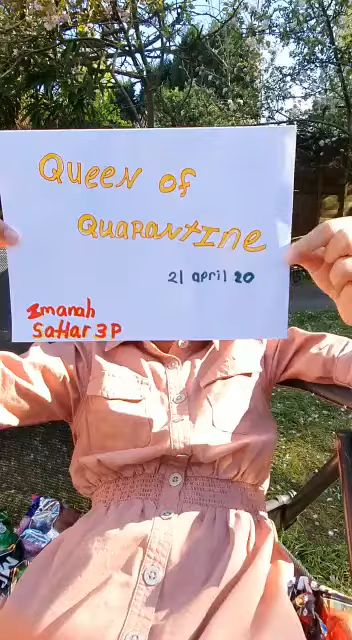 Queen of
Quarantine
21 april 20
Imanah
Sattar 3P